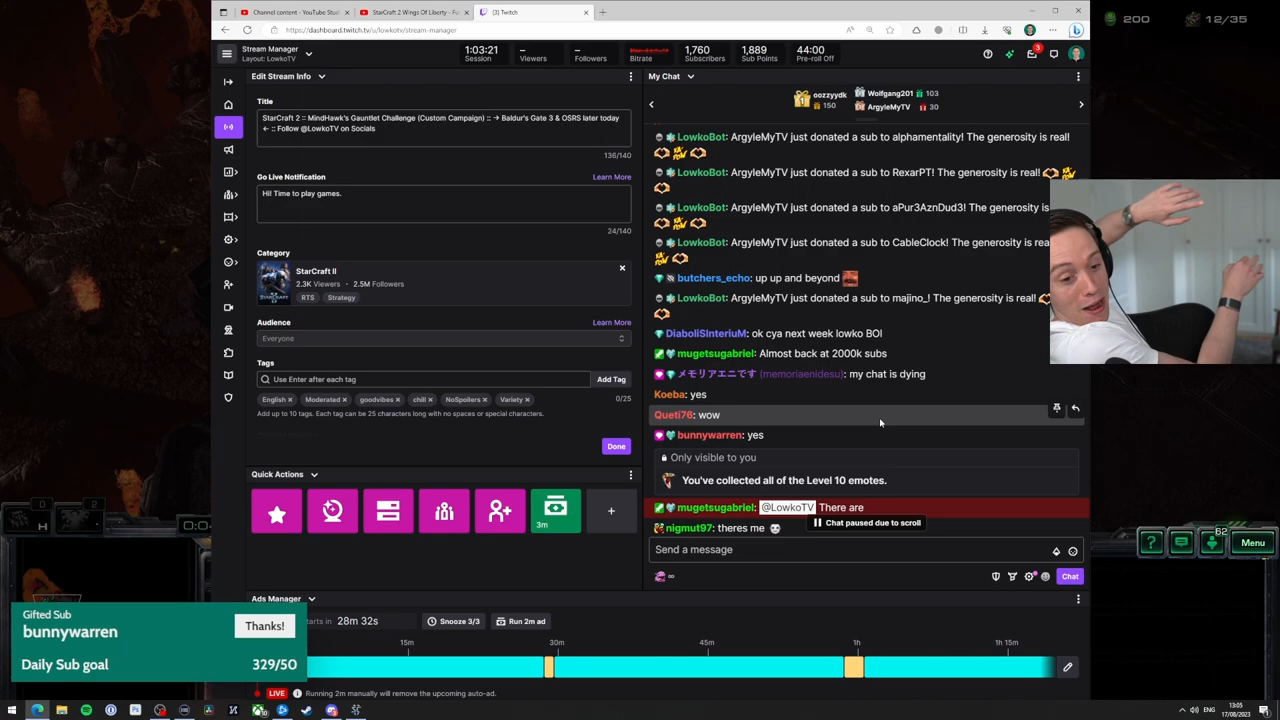 Channel content - YouTube Stud
StarCraft 2 Wings Of Liberty - Ful
(3) Twitch
https://dashboard.twitch.tv/u/lowkotv/stream-manager
200
12/35
Stream Manager
Layout: LowkoTV
1:03:21
Session
–
Viewers
–
Followers
Bitrate
1,760
Subscribers
1,889
Sub Points
44:00
Pre-roll Off
3
Edit Stream Info
Title
StarCraft 2 :: MindHawk's Gauntlet Challenge (Custom Campaign) :: → Baldur's Gate 3 & OSRS later today
← :: Follow @LowkoTV on Socials
136/140
Go Live Notification
Learn More
Hi! Time to play games.
24/140
Category
StarCraft II
2.3K Viewers · 2.5M Followers
RTS
Strategy
Audience
Learn More
Everyone
Tags
Use Enter after each tag
Add Tag
English
Moderated
goodvibes
chill
NoSpoilers
Variety
0/25
Add up to 10 tags. Each tag can be 25 characters long with no spaces or special characters.
Done
Quick Actions
3m
Ads Manager
starts in 28m 32s
Snooze 3/3
Run 2m ad
15m
30m
45m
1h
1h 15m
LIVE
Running 2m manually will remove the upcoming auto-ad.
My Chat
oozzyydk
150
Wolfgang201 103
ArgyleMyTV 30
LowkoBot: ArgyleMyTV just donated a sub to alphamentality! The generosity is real!
LowkoBot: ArgyleMyTV just donated a sub to RexarPT! The generosity is real!
LowkoBot: ArgyleMyTV just donated a sub to aPur3AznDud3! The generosity is
LowkoBot: ArgyleMyTV just donated a sub to CableClock! The generosity is real!
butchers_echo: up up and beyond
LowkoBot: ArgyleMyTV just donated a sub to majino_! The generosity is real!
DiaboliSInteriuM: ok cya next week lowko BOI
mugetsugabriel: Almost back at 2000k subs
メモリアエニです (memoriaenidesu): my chat is dying
Koeba: yes
Queti76: wow
bunnywarren: yes
Only visible to you
You've collected all of the Level 10 emotes.
mugetsugabriel: @LowkoTV There are
Chat paused due to scroll
nigmut97: theres me
Send a message
Chat
62
Menu
0
2
H
Gifted Sub
bunnywarren
Thanks!
Daily Sub goal
329/50
ENG
13:05
17/08/2023